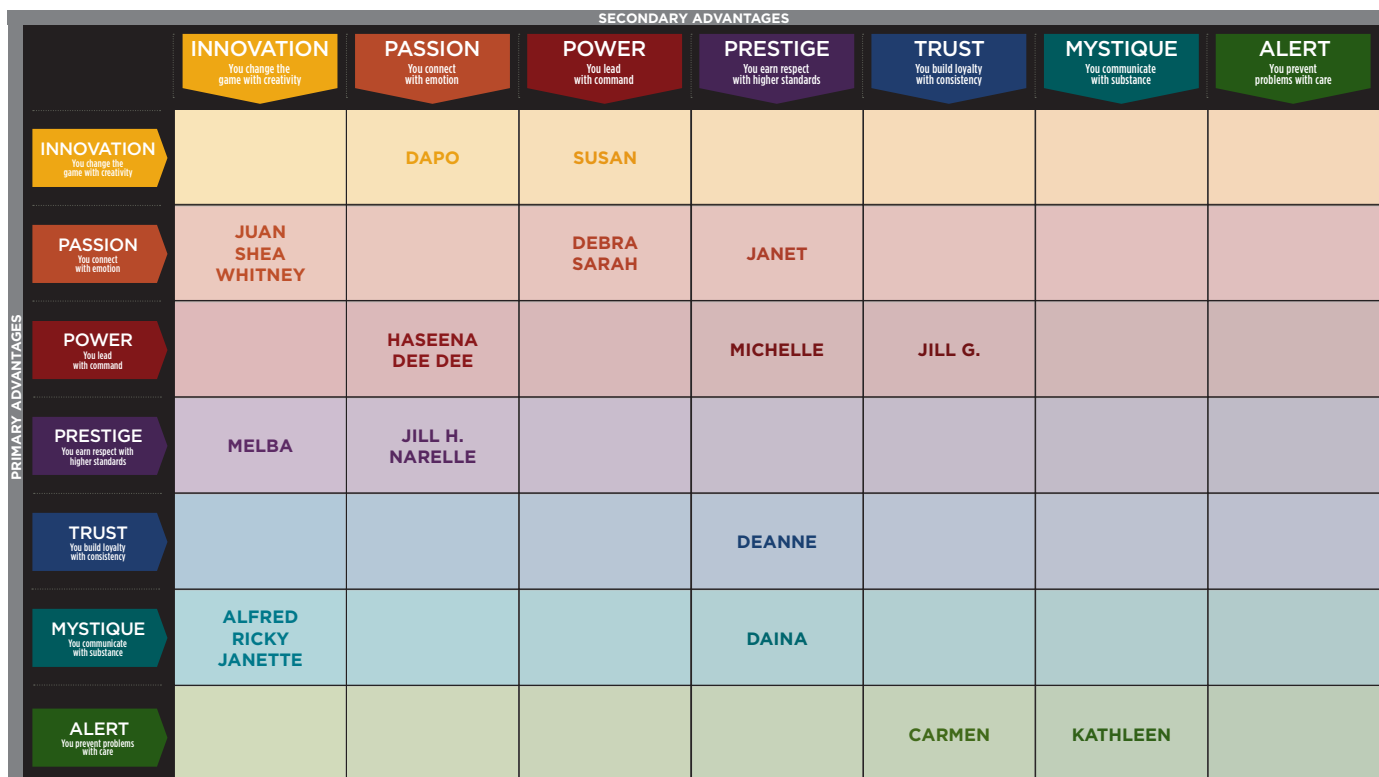 SECONDARY ADVANTAGES
PRIMARY ADVANTAGES
INNOVATION
You change the
game with creativity
PASSION
You connect
with emotion
POWER
You lead
with command
PRESTIGE
You earn respect
with higher standards
TRUST
You build loyalty
with consistency
MYSTIQUE
You communicate
with substance
ALERT
You prevent
problems with care
INNOVATION
You change the
game with creativity
DAPO
SUSAN
PASSION
You connect
with emotion
JUAN
SHEA
WHITNEY
DEBRA
SARAH
JANET
POWER
You lead
with command
HASEENA
DEE DEE
MICHELLE
JILL G.
PRESTIGE
You earn respect with
higher standards
MELBA
JILL H.
NARELLE
TRUST
You build loyalty
with consistency
DEANNE
MYSTIQUE
You communicate
with substance
ALFRED
RICKY
JANETTE
DAINA
ALERT
You prevent problems
with care
CARMEN
KATHLEEN